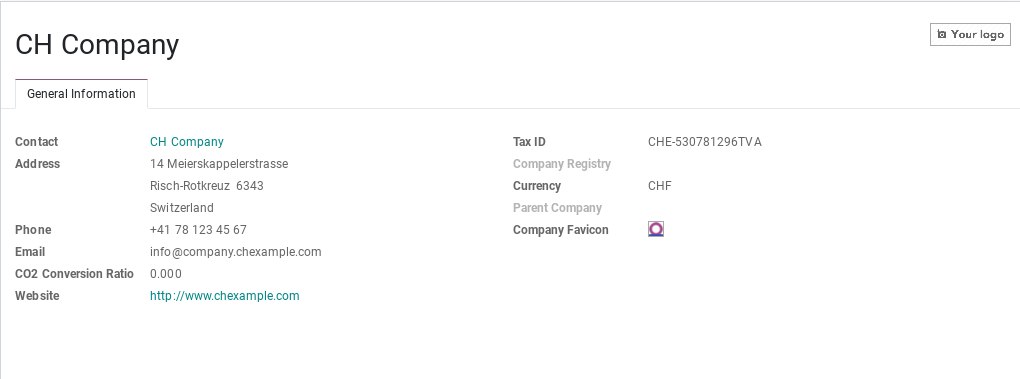 CH Company
Your logo
General Information
Contact CH Company
Address 14 Meierskappelerstrasse
Risch-Rotkreuz 6343
Switzerland
Phone +41 78 123 45 67
Email info@company.chexample.com
CO2 Conversion Ratio 0.000
Website http://www.chexample.com
Tax ID CHE-530781296TVA
Company Registry
Currency CHF
Parent Company
Company Favicon